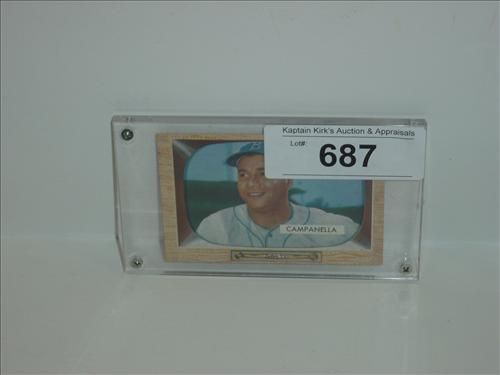 Kaptain Kirk's Auction & Appraisals
Lot#:
687
B
CAMPANELLA